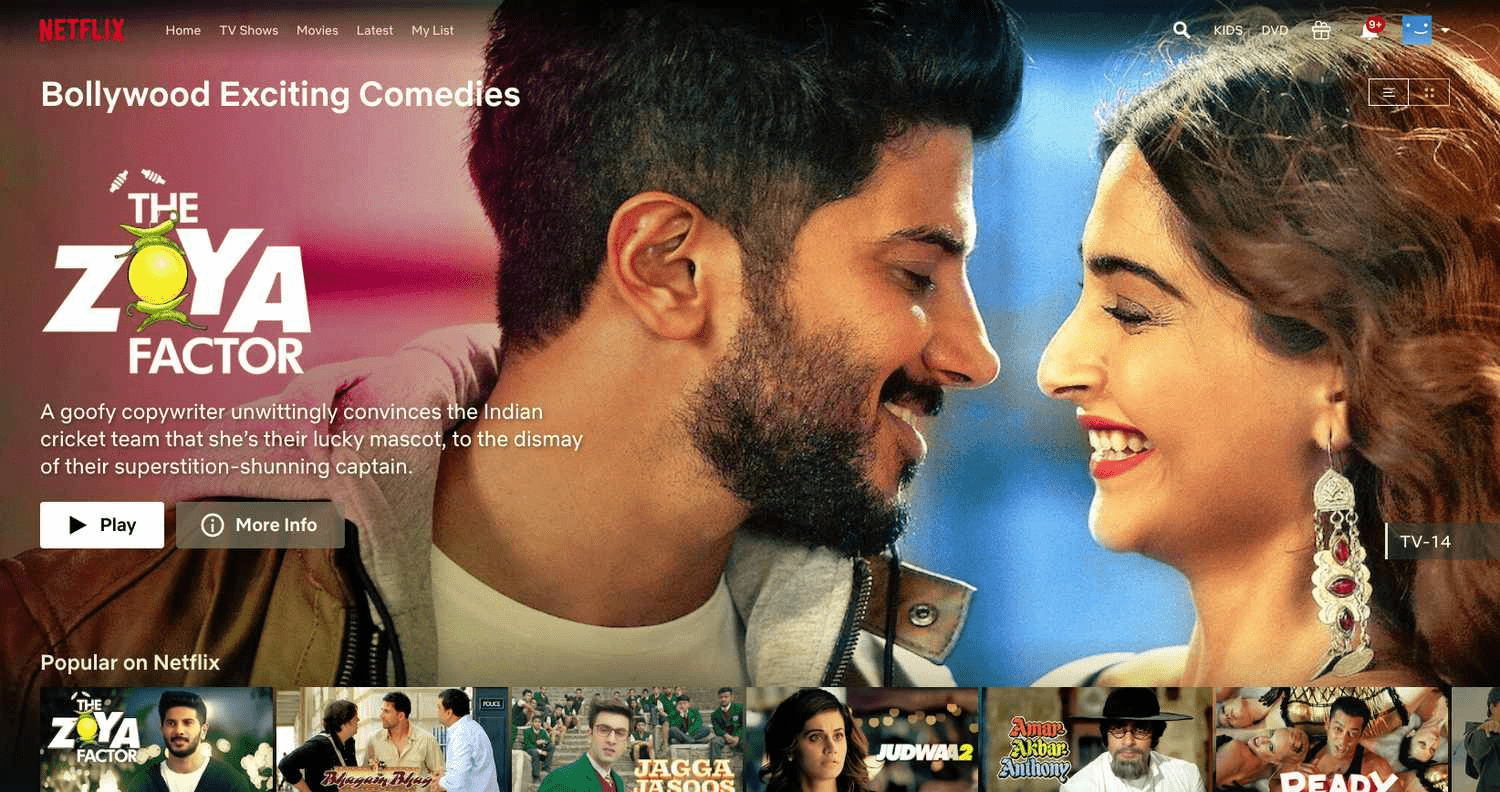 NETFLIX
Home TV Shows Movies Latest My List
KIDS DVD
9+
Bollywood Exciting Comedies
THE
ZOYA
FACTOR
A goofy copywriter unwittingly convinces the Indian
cricket team that she's their lucky mascot, to the dismay
of their superstition-shunning captain.
Play
More Info
TV-14
Popular on Netflix
THE
ZOYA
FACTOR
POLICE
Bhagam Bhag
JAGGA
JASOOS
JUDWAA 2
Amar
Akbar
Anthony
READY